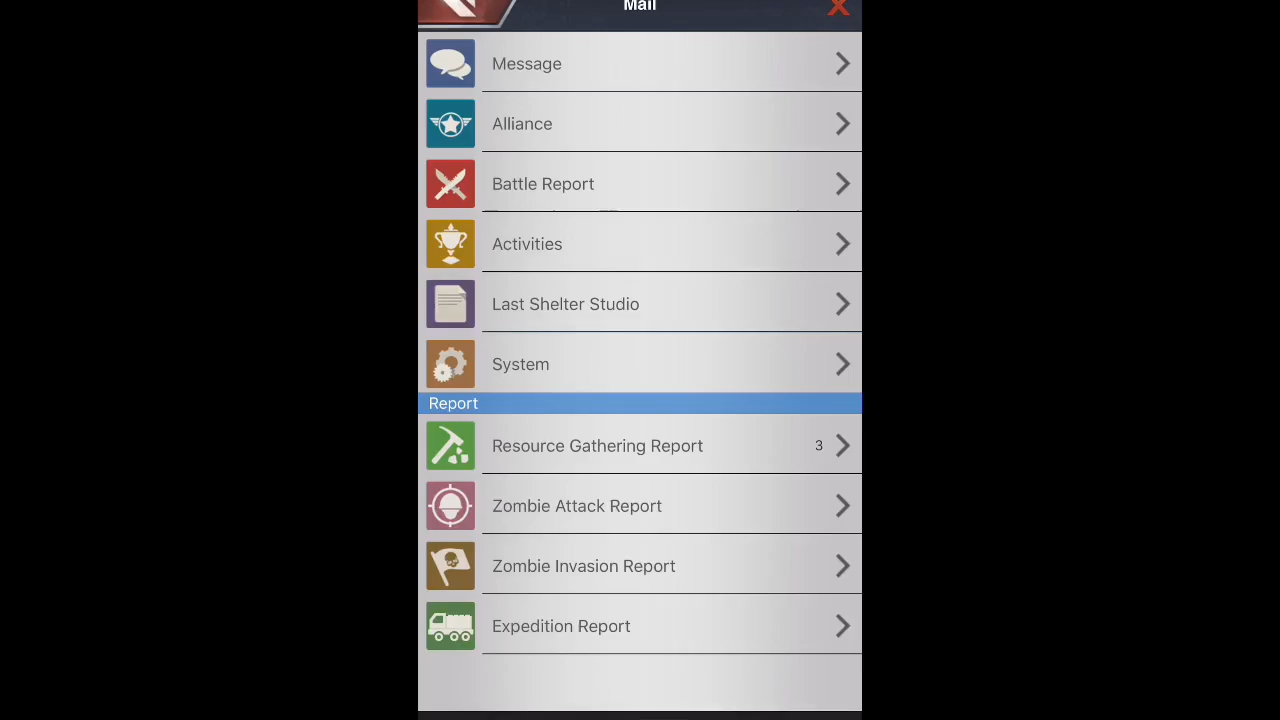 Mail
Message
Alliance
Battle Report
Activities
Last Shelter Studio
System
Report
Resource Gathering Report 3
Zombie Attack Report
Zombie Invasion Report
Expedition Report